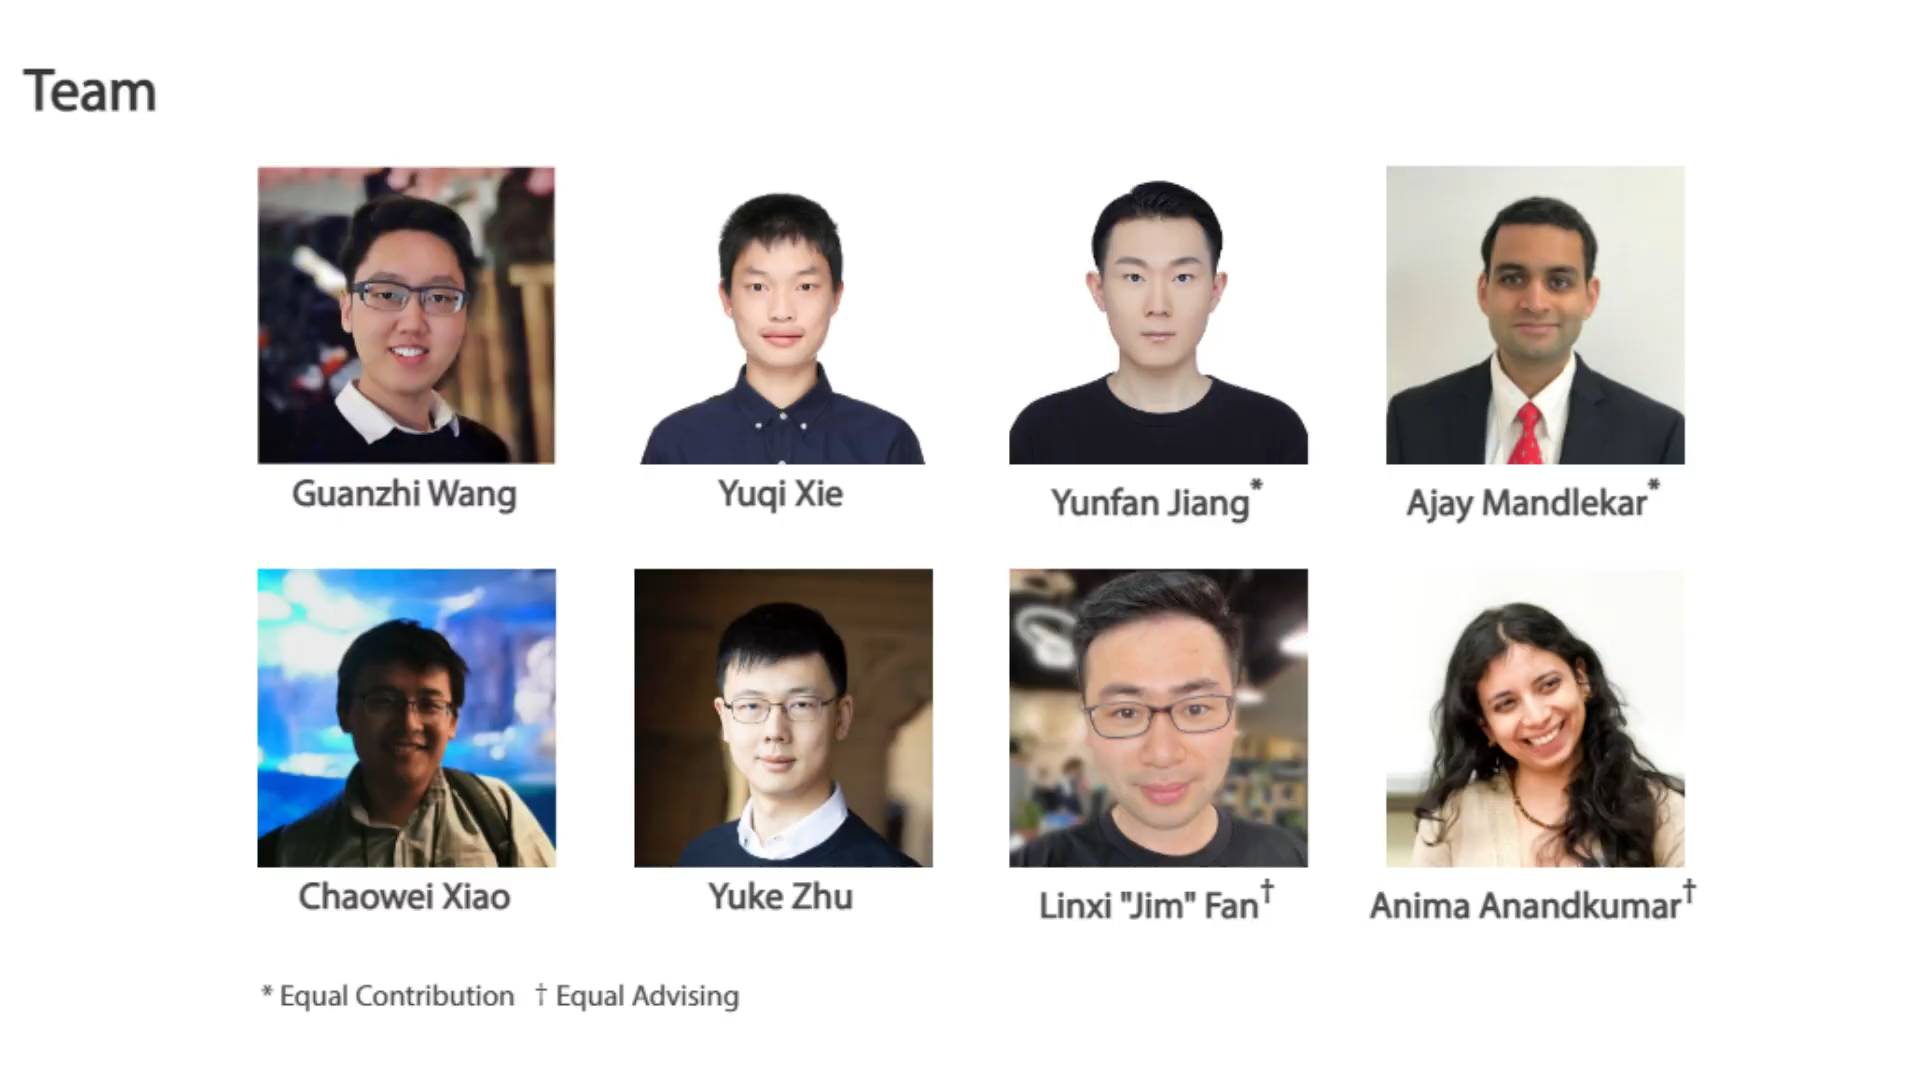 Team
Guanzhi Wang
Yuqi Xie
Yunfan Jiang*
Ajay Mandlekar*
Chaowei Xiao
Yuke Zhu
Linxi "Jim" Fan†
Anima Anandkumar†
* Equal Contribution † Equal Advising